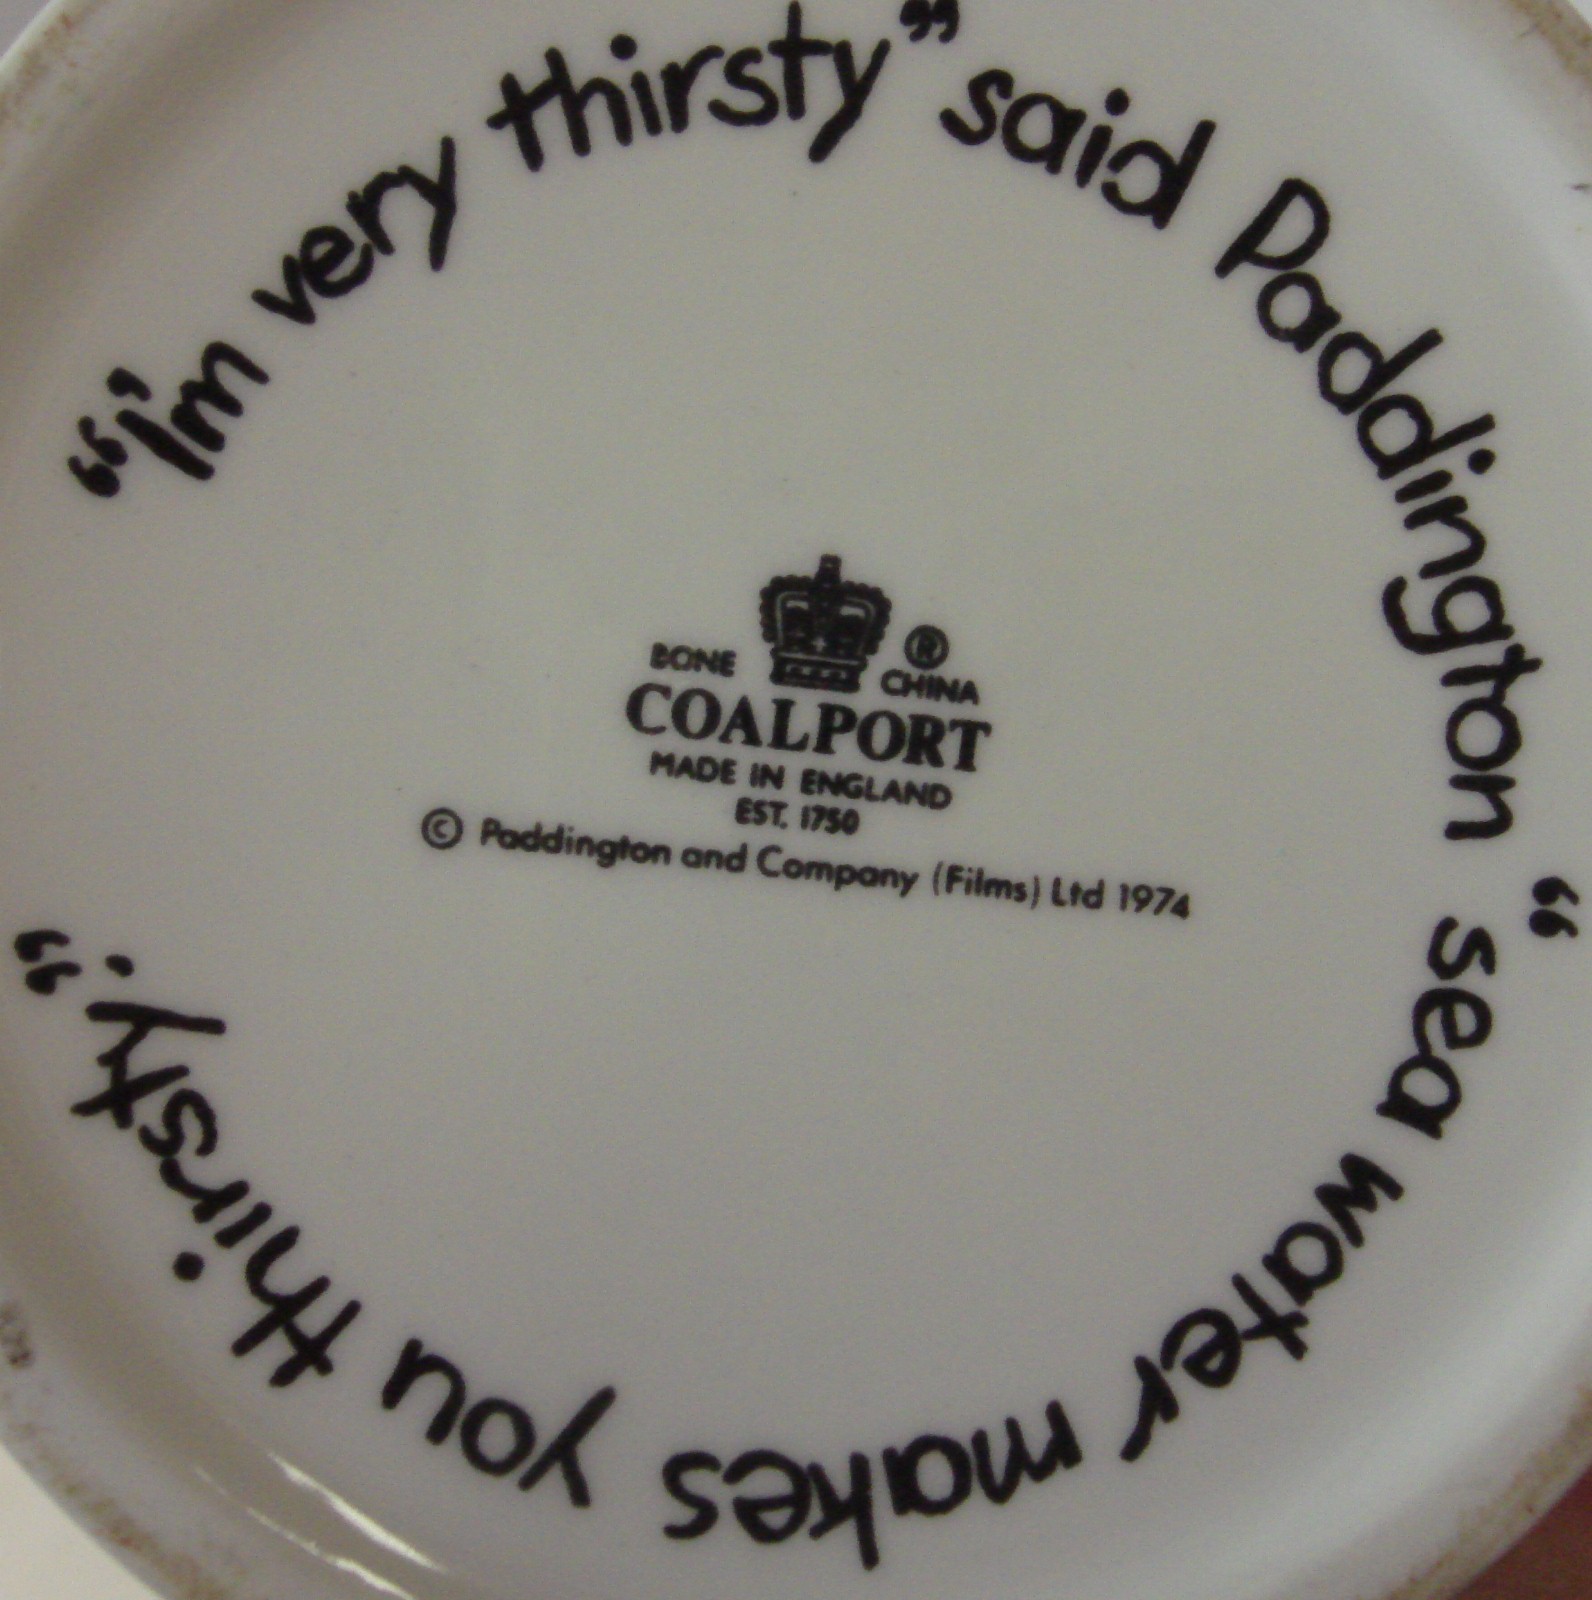 “i'm very thirsty” said Paddington “sea water makes you thirsty.”
BONE ® CHINA
COALPORT
MADE IN ENGLAND
EST. 1750
© Paddington and Company (Films) Ltd 1974